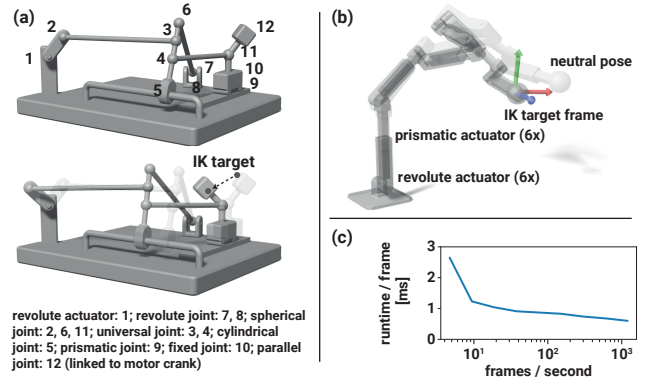 (a)
6
2
3
12
1
4
11
7
10
5
8
9
IK target
revolute actuator: 1; revolute joint: 7, 8; spherical
joint: 2, 6, 11; universal joint: 3, 4; cylindrical
joint: 5; prismatic joint: 9; fixed joint: 10; parallel
joint: 12 (linked to motor crank)
(b)
neutral pose
IK target frame
prismatic actuator (6x)
revolute actuator (6x)
(c)
runtime / frame
[ms]
3
2
1
0
10¹
10²
10³
frames / second